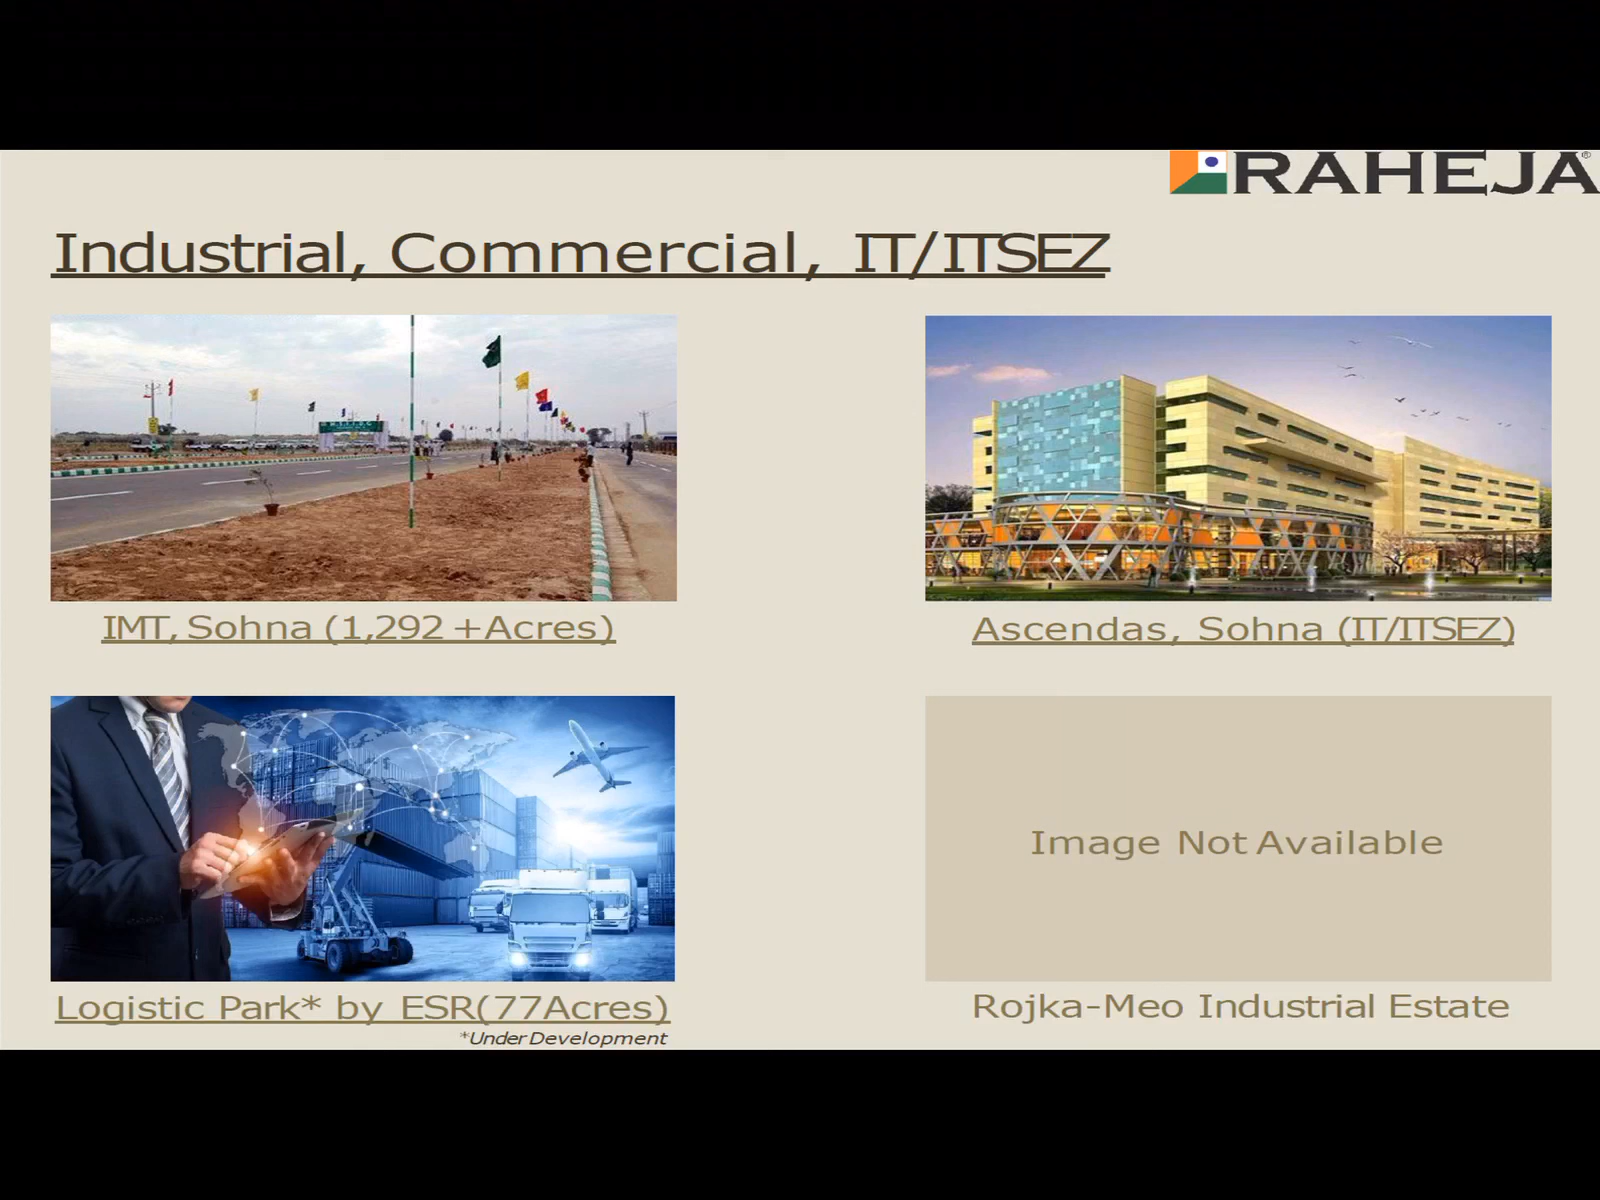 RAHEJA®
Industrial, Commercial, IT/ITSEZ
IMT, Sohna (1,292 +Acres)
Ascendas, Sohna (IT/ITSEZ)
Image Not Available
Logistic Park* by ESR(77Acres)
*Under Development
Rojka-Meo Industrial Estate